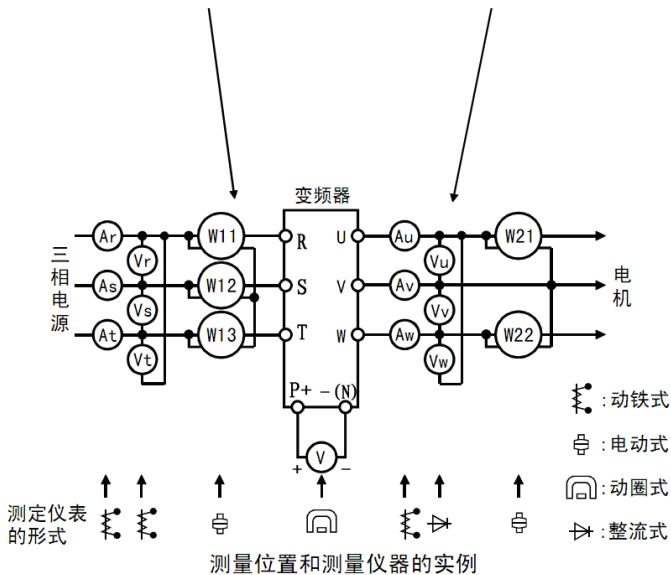 变频器
三相电源
Ar
W11
R
U
Au
W21
Vr
Vu
As
W12
S
V
Av
电机
Vs
Vv
At
W13
T
W
Aw
W22
Vt
Vw
P+ -(N)
+ V -
:动铁式
:电动式
:动圈式
:整流式
测定仪表
的形式
测量位置和测量仪器的实例